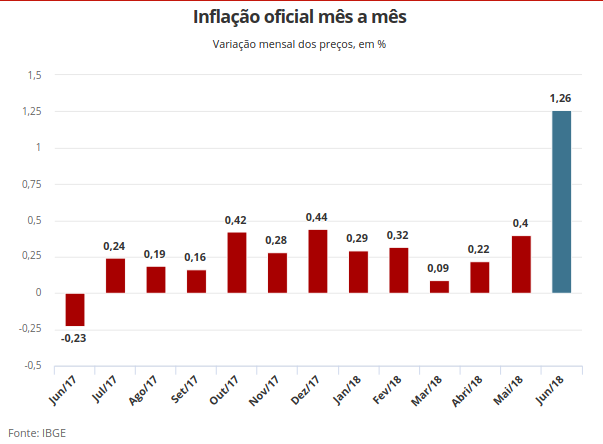 Inflação oficial mês a mês
Variação mensal dos preços, em %
1,5
1,25
1
0,75
0,5
0,25
0
-0,25
-0,5
-0,23
0,24
0,19
0,16
0,42
0,28
0,44
0,29
0,32
0,09
0,22
0,4
1,26
Jun/17
Jul/17
Ago/17
Set/17
Out/17
Nov/17
Dez/17
Jan/18
Fev/18
Mar/18
Abri/18
Mai/18
Jun/18
Fonte: IBGE